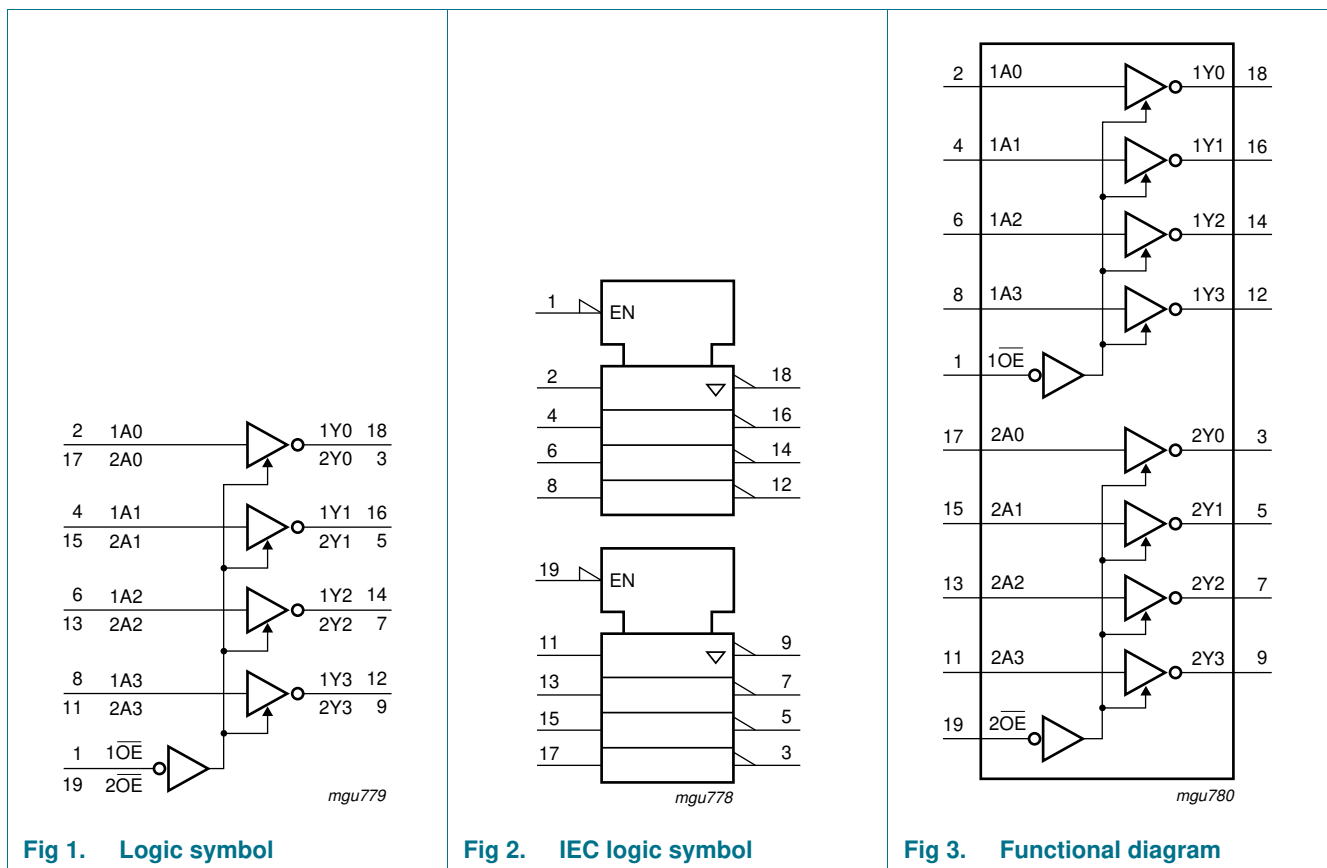 2 1A0 1Y0 18
17 2A0 2Y0 3
4 1A1 1Y1 16
15 2A1 2Y1 5
6 1A2 1Y2 14
13 2A2 2Y2 7
8 1A3 1Y3 12
11 2A3 2Y3 9
1 1O̅E̅
19 2O̅E̅
mgu779
Fig 1. Logic symbol
1 EN
2 18
4 16
6 14
8 12
19 EN
11 9
13 7
15 5
17 3
mgu778
Fig 2. IEC logic symbol
2 1A0 1Y0 18
4 1A1 1Y1 16
6 1A2 1Y2 14
8 1A3 1Y3 12
1 1O̅E̅
17 2A0 2Y0 3
15 2A1 2Y1 5
13 2A2 2Y2 7
11 2A3 2Y3 9
19 2O̅E̅
mgu780
Fig 3. Functional diagram